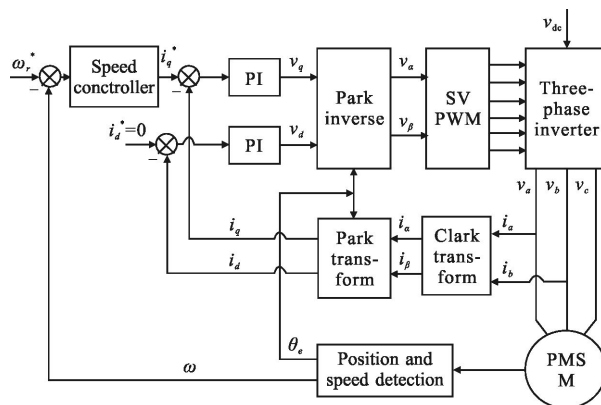 v_dc
ω_r^*
Speed
conctroller
i_q^*
PI
v_q
Park
inverse
v_α
v_β
SV
PWM
Three-
phase
inverter
i_d^*=0
PI
v_d
v_a
v_b
v_c
i_q
i_d
Park
trans-
form
i_α
i_β
Clark
trans-
form
i_a
i_b
θ_e
ω
Position and
speed detection
PMS
M